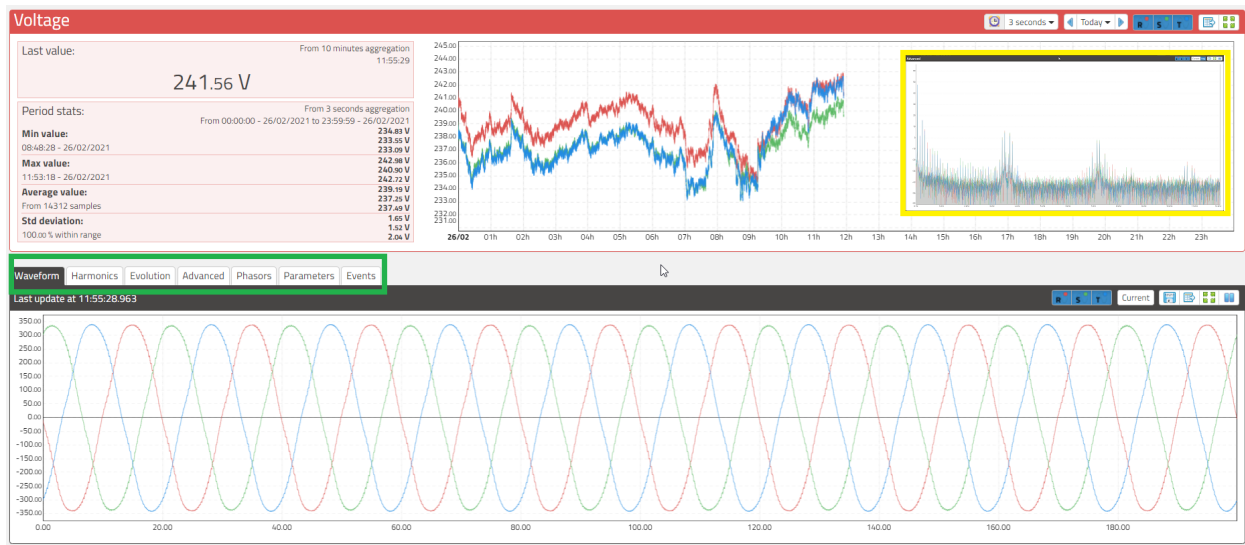 Voltage
3 seconds
Today
R S T
Last value:
From 10 minutes aggregation
11:55:29
241.56 V
Period stats:
From 3 seconds aggregation
From 00:00:00 - 26/02/2021 to 23:59:59 - 26/02/2021
Min value:
234.83 V
233.55 V
08:48:28 - 26/02/2021
233.09 V
Max value:
242.98 V
240.90 V
11:53:18 - 26/02/2021
242.72 V
Average value:
239.19 V
237.25 V
From 14312 samples
237.49 V
Std deviation:
1.65 V
1.52 V
100.00 % within range
2.04 V
245.00
244.00
243.00
242.00
241.00
240.00
239.00
238.00
237.00
236.00
235.00
234.00
233.00
232.00
231.00
26/02 01h 02h 03h 04h 05h 06h 07h 08h 09h 10h 11h 12h 13h 14h 15h 16h 17h 18h 19h 20h 21h 22h 23h
Waveform Harmonics Evolution Advanced Phasors Parameters Events
Last update at 11:55:28.963
R S T Current
350.00
300.00
250.00
200.00
150.00
100.00
50.00
0.00
-50.00
-100.00
-150.00
-200.00
-250.00
-300.00
-350.00
0.00 20.00 40.00 60.00 80.00 100.00 120.00 140.00 160.00 180.00